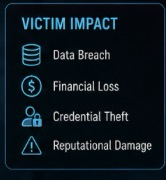 VICTIM IMPACT
Data Breach
Financial Loss
Credential Theft
Reputational Damage